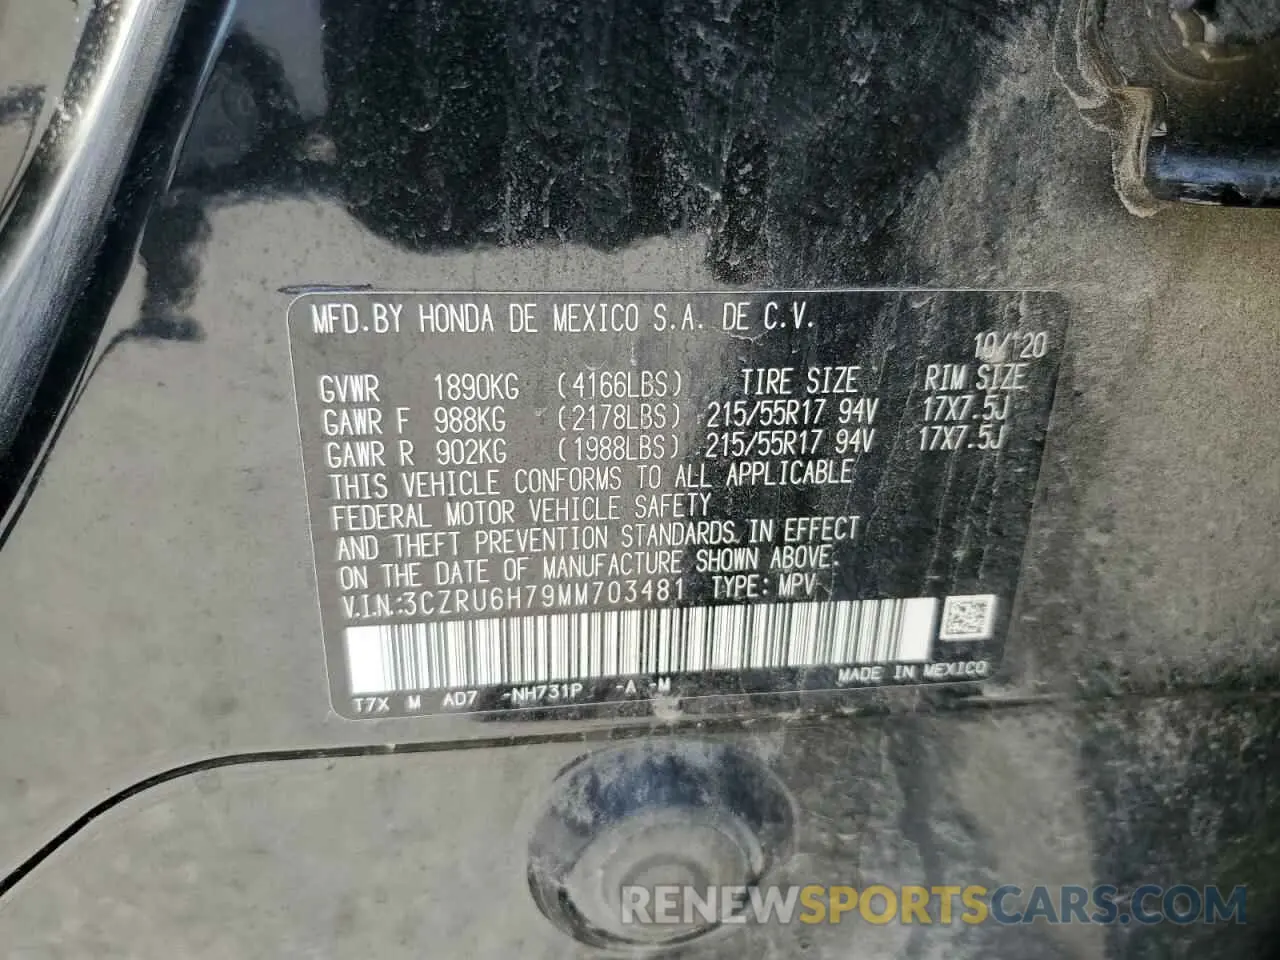 MFD.BY HONDA DE MEXICO S.A. DE C.V.
10/'20
GVWR 1890KG (4166LBS) TIRE SIZE RIM SIZE
GAWR F 988KG (2178LBS) 215/55R17 94V 17X7.5J
GAWR R 902KG (1988LBS) 215/55R17 94V 17X7.5J
THIS VEHICLE CONFORMS TO ALL APPLICABLE
FEDERAL MOTOR VEHICLE SAFETY
AND THEFT PREVENTION STANDARDS IN EFFECT
ON THE DATE OF MANUFACTURE SHOWN ABOVE.
V.I.N.:3CZRU6H79MM703481 TYPE: MPV
MADE IN MEXICO
T7X M AD7 -NH731P -A -M
RENEWSPORTSCARS.COM